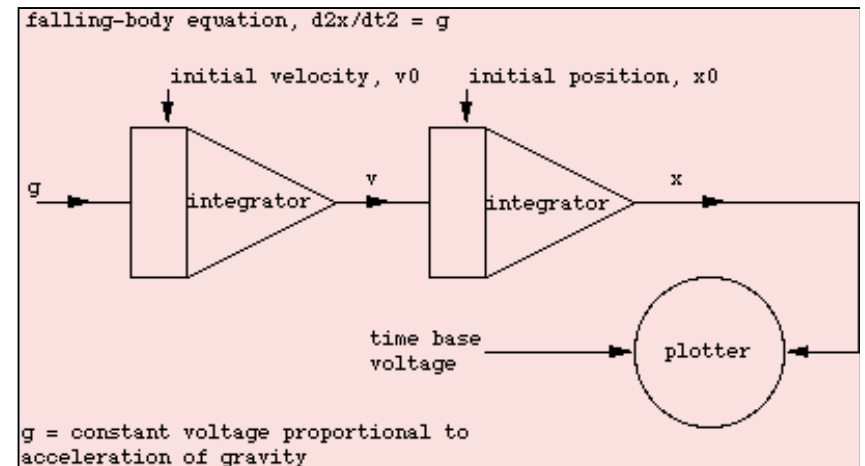 falling-body equation, d2x/dt2 = g
initial velocity, v0
initial position, x0
g
integrator
v
integrator
x
time base
voltage
plotter
g = constant voltage proportional to
acceleration of gravity